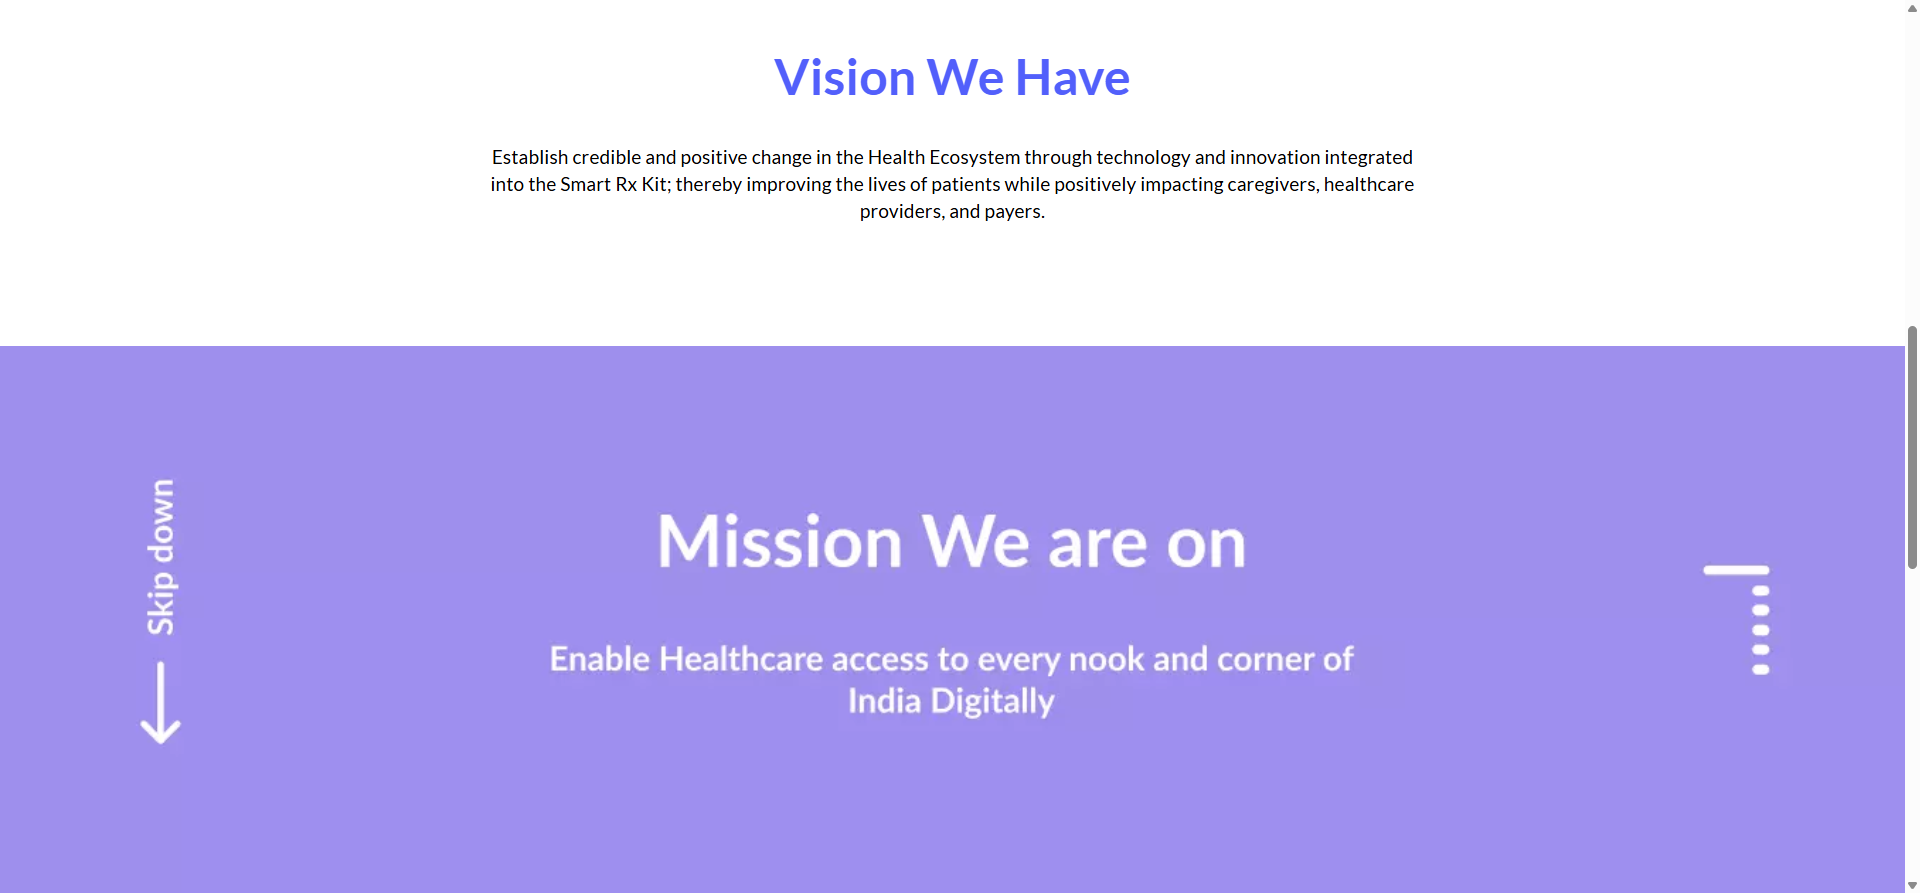 Vision We Have
Establish credible and positive change in the Health Ecosystem through technology and innovation integrated
into the Smart Rx Kit; thereby improving the lives of patients while positively impacting caregivers, healthcare
providers, and payers.
Skip down
Mission We are on
Enable Healthcare access to every nook and corner of
India Digitally